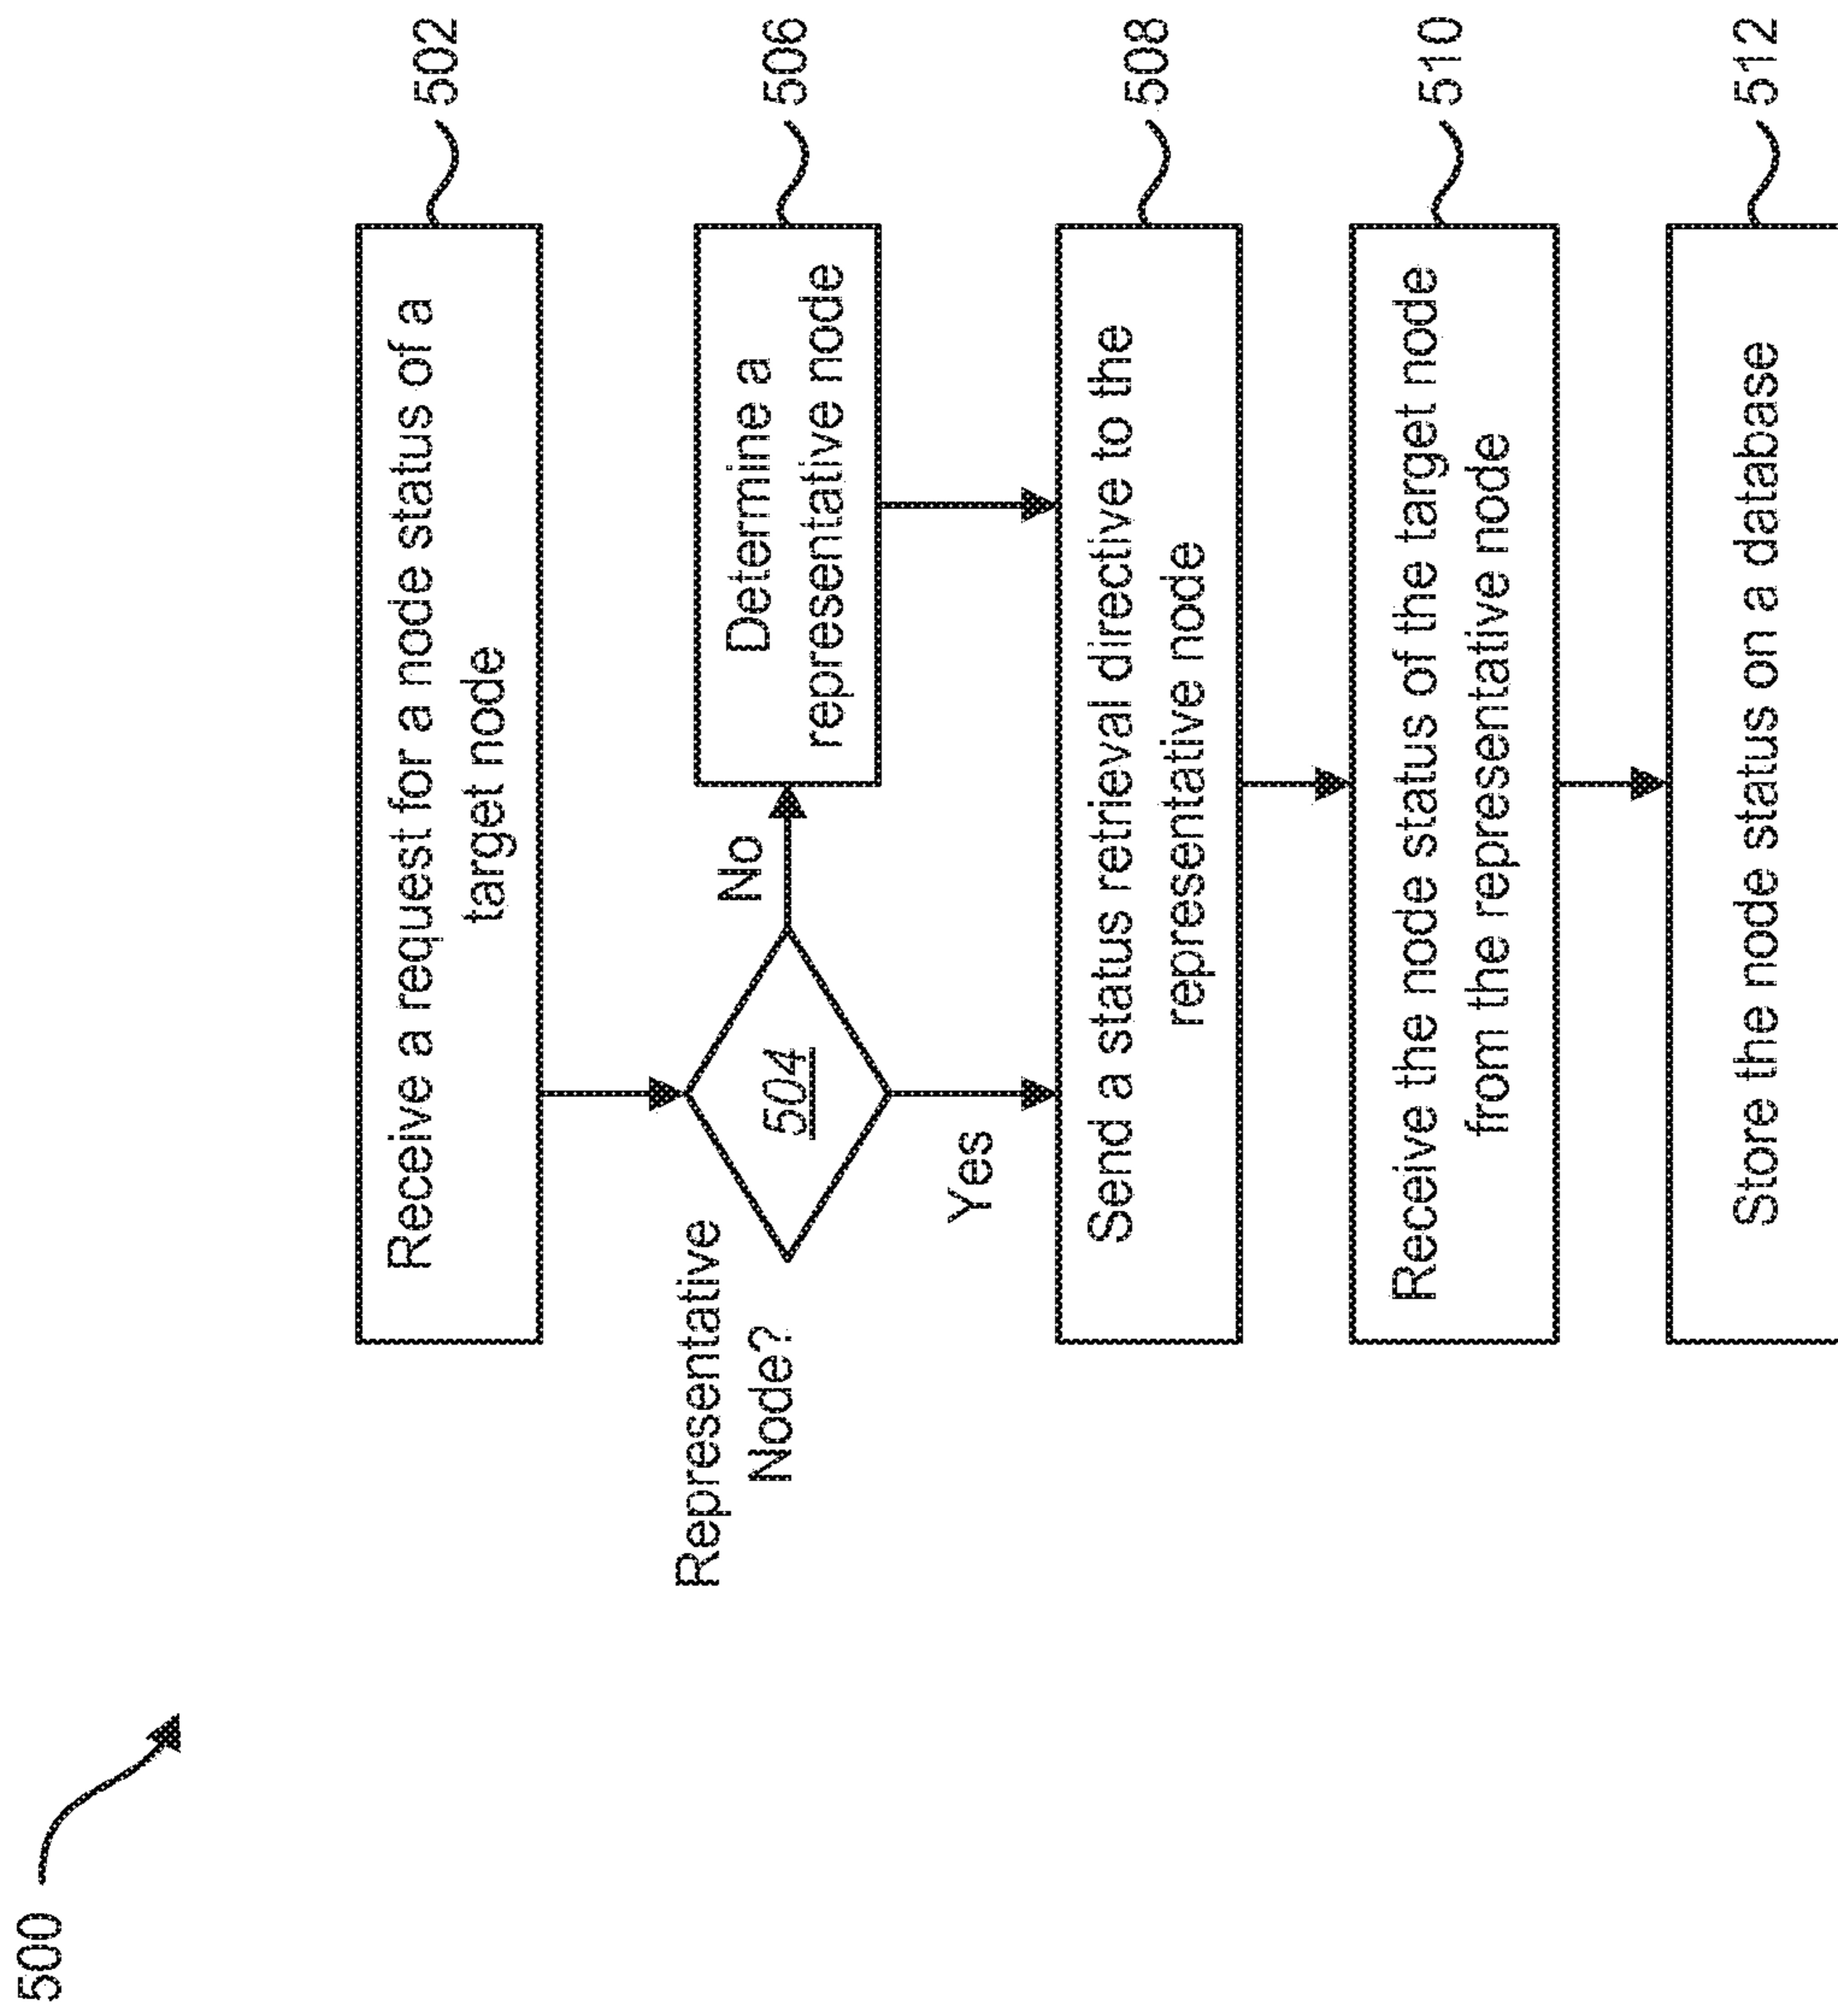 500
Receive a request for a node status of a
target node
502
Representative
Node?
504
No
Yes
Determine a
representative node
506
Send a status retrieval directive to the
representative node
508
Receive the node status of the target node
from the representative node
510
Store the node status on a database
512